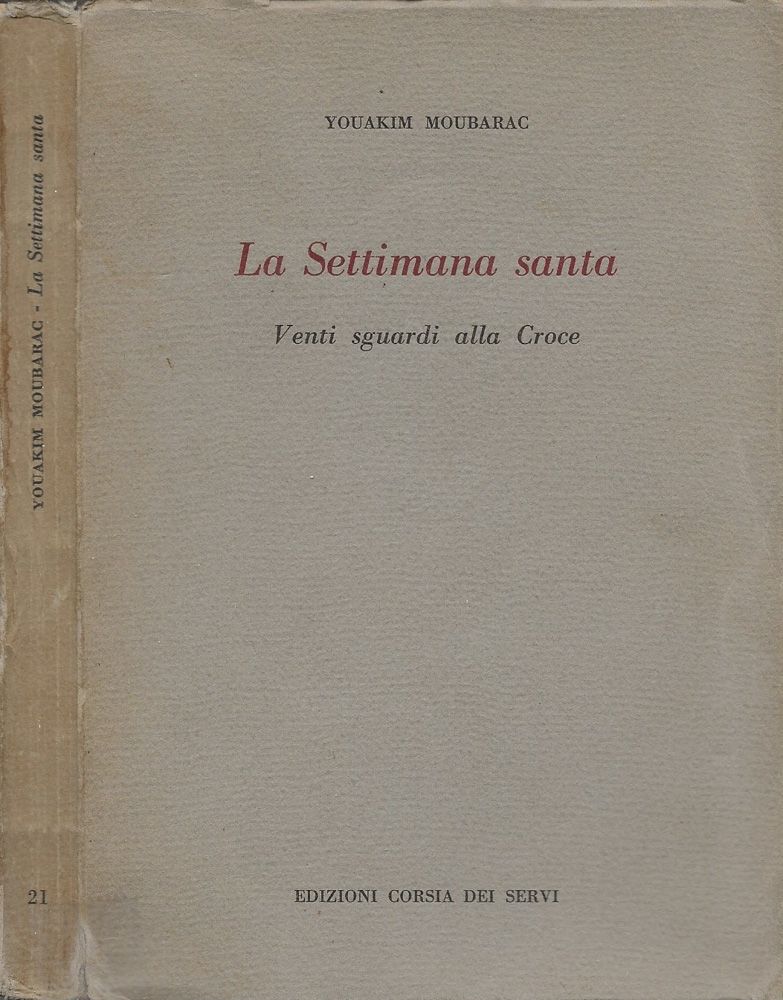 YOUAKIM MOUBARAC - La Settimana santa
21
YOUAKIM MOUBARAC
La Settimana santa
Venti sguardi alla Croce
EDIZIONI CORSIA DEI SERVI